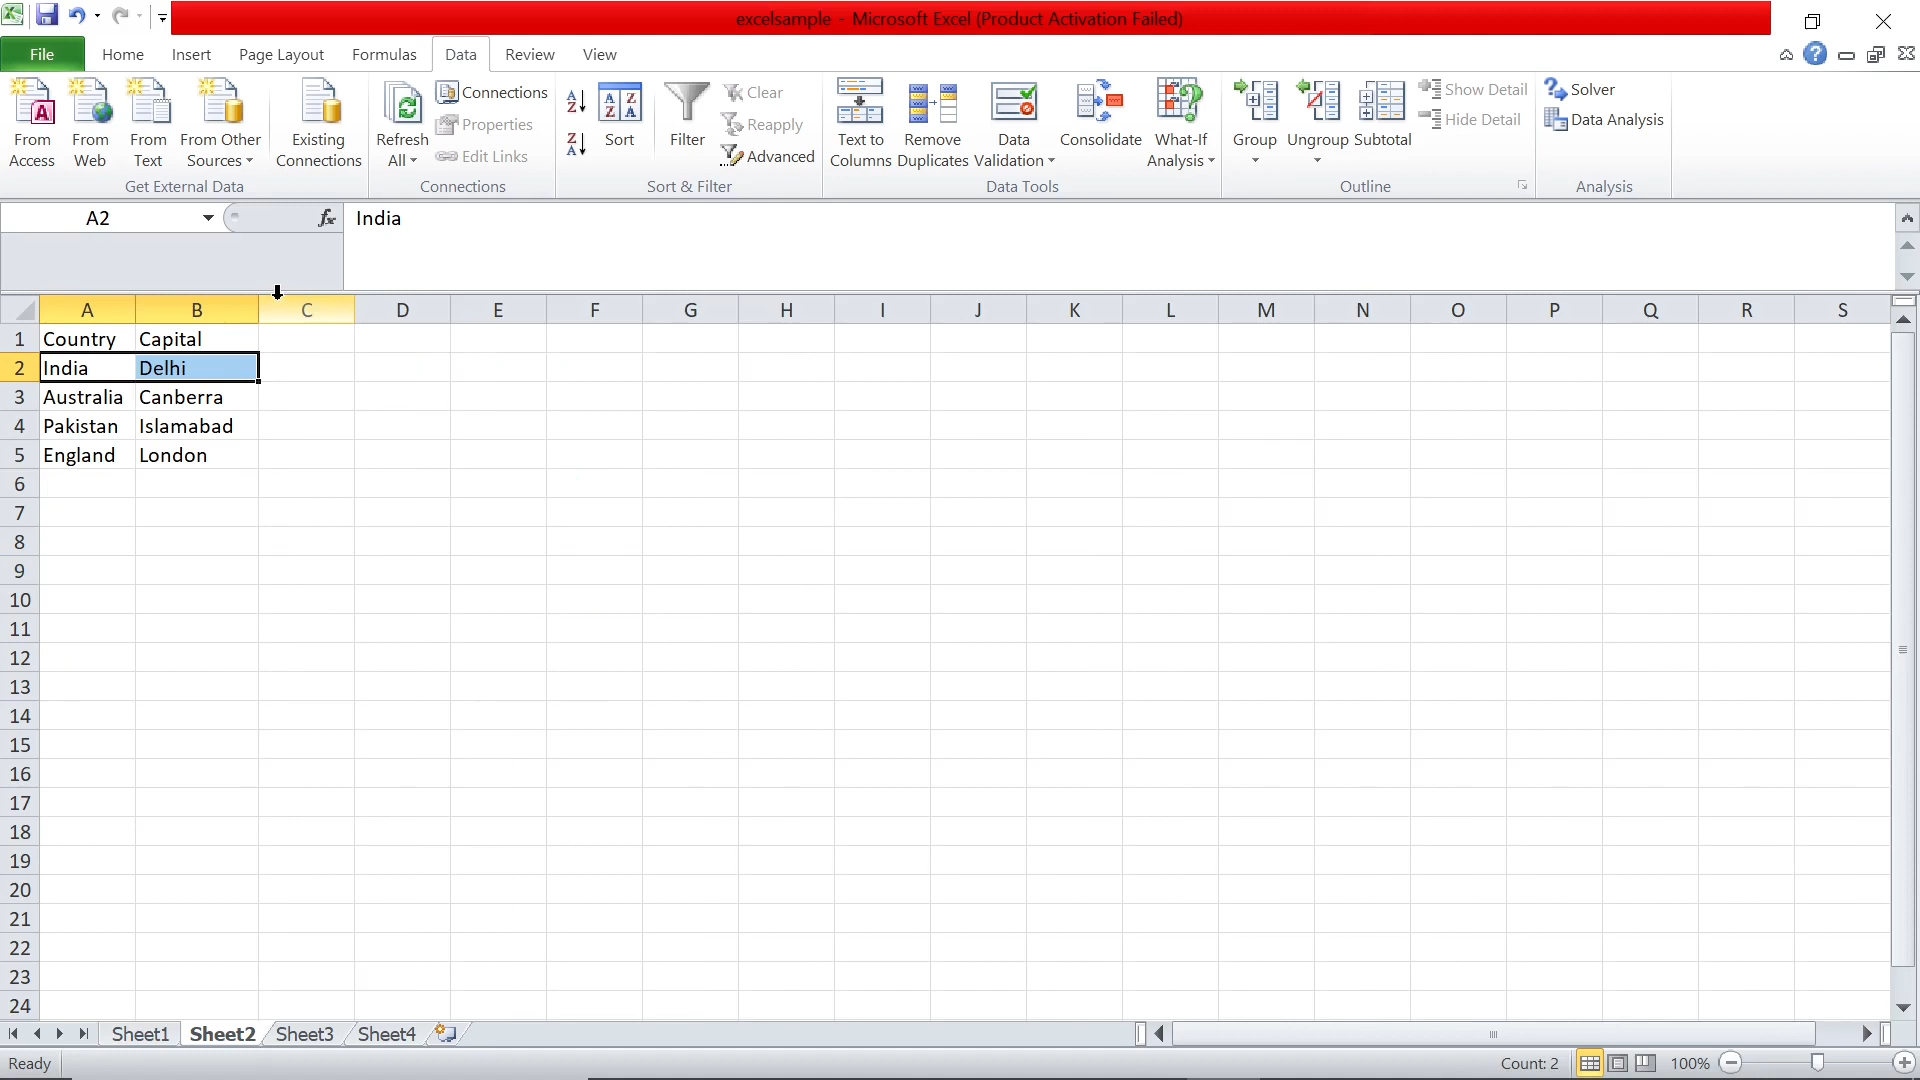 excelsample - Microsoft Excel (Product Activation Failed)
File Home Insert Page Layout Formulas Data Review View
From Access
From Web
From Text
From Other Sources
Existing Connections
Get External Data
Refresh All
Connections
Properties
Edit Links
Connections
Sort
Filter
Clear
Reapply
Advanced
Sort & Filter
Text to Columns
Remove Duplicates
Data Validation
Consolidate
What-If Analysis
Data Tools
Group
Ungroup
Subtotal
Show Detail
Hide Detail
Outline
Solver
Data Analysis
Analysis
A2 fx India
A B C D E F G H I J K L M N O P Q R S
1 Country Capital
2 India Delhi
3 Australia Canberra
4 Pakistan Islamabad
5 England London
6
7
8
9
10
11
12
13
14
15
16
17
18
19
20
21
22
23
24
Sheet1 Sheet2 Sheet3 Sheet4
Ready Count: 2 100%